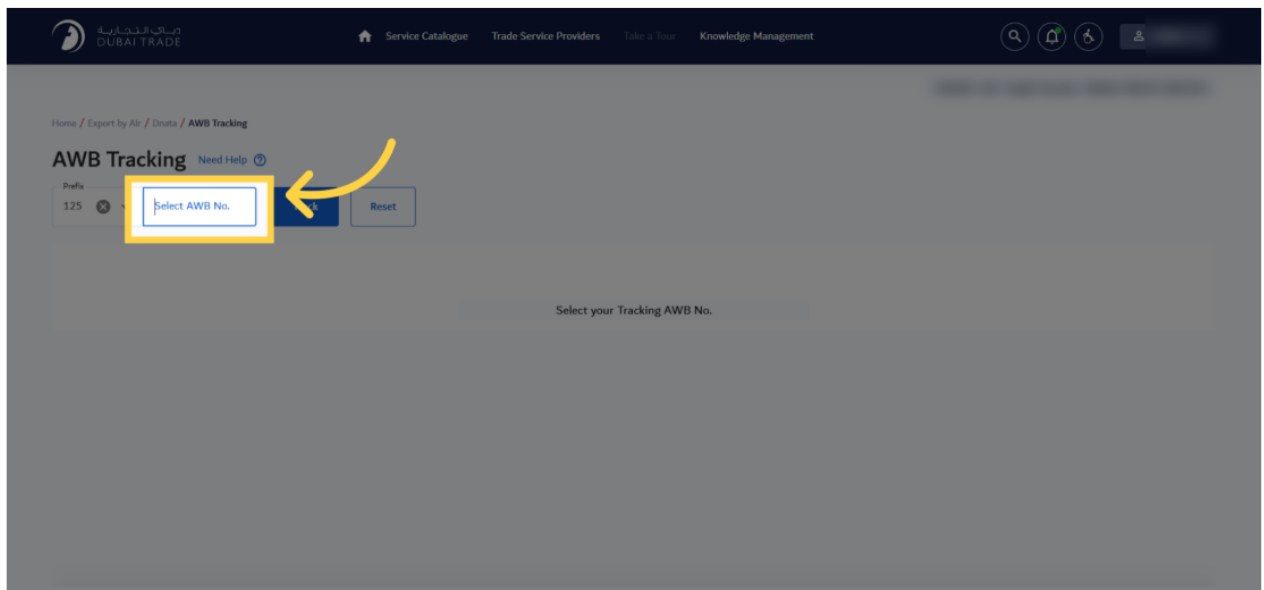 دبي التجارية
DUBAI TRADE
Service Catalogue Trade Service Providers Take a Tour Knowledge Management
Home / Export by Air / Dnata / AWB Tracking
AWB Tracking Need Help
Prefix
125 Select AWB No. Reset
Select your Tracking AWB No.